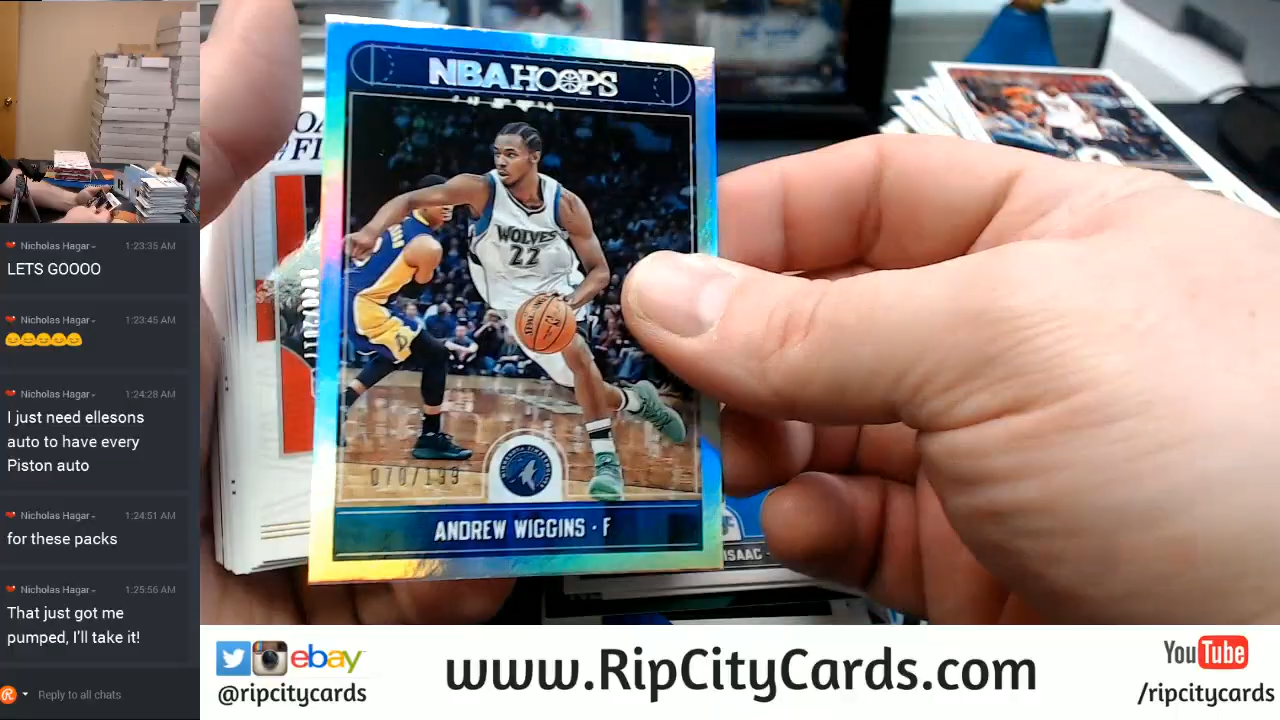 Nicholas Hagar
1:23:35 AM
LETS GOOOO
Nicholas Hagar
1:23:45 AM
Nicholas Hagar
1:24:28 AM
I just need ellesons
auto to have every
Piston auto
Nicholas Hagar
1:24:51 AM
for these packs
Nicholas Hagar
1:25:56 AM
That just got me
pumped, I'll take it!
Reply to all chats
NBA HOOPS
WOLVES
22
070/199
ANDREW WIGGINS · F
ISAAC
ebay
@ripcitycards
www.RipCityCards.com
YouTube
/ripcitycards